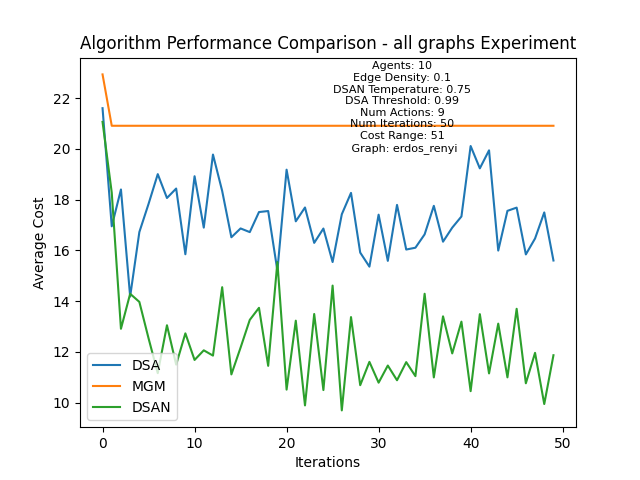 Algorithm Performance Comparison - all graphs Experiment
Agents: 10
Edge Density: 0.1
DSAN Temperature: 0.75
DSA Threshold: 0.99
Num Actions: 9
Num Iterations: 50
Cost Range: 51
Graph: erdos_renyi
Average Cost
22
20
18
16
14
12
10
DSA
MGM
DSAN
0
10
20
30
40
50
Iterations